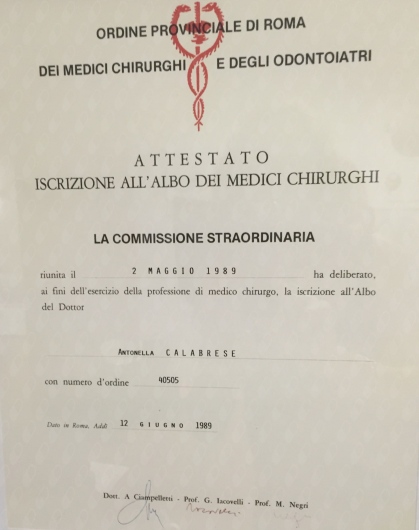 ORDINE PROVINCIALE DI ROMA
DEI MEDICI CHIRURGHI E DEGLI ODONTOIATRI
ATTESTATO
ISCRIZIONE ALL'ALBO DEI MEDICI CHIRURGHI
LA COMMISSIONE STRAORDINARIA
riunita il 2 MAGGIO 1989 ha deliberato,
ai fini dell'esercizio della professione di medico chirurgo, la iscrizione all'Albo
del Dottor
ANTONELLA CALABRESE
con numero d'ordine 40505
Dato in Roma, Addì 12 GIUGNO 1989
Dott. A Ciampelletti - Prof. G. Iacovelli - Prof. M. Negri